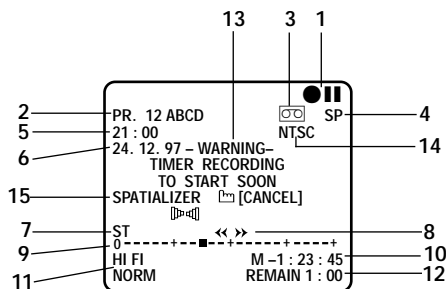 13 3 1
2 PR. 12 ABCD SP 4
5 21 : 00 NTSC 14
6 24. 12. 97 – WARNING–
TIMER RECORDING
TO START SOON
15 SPATIALIZER [CANCEL]
7 ST 8
9 0 10
HI FI M –1 : 23 : 45
11 NORM REMAIN 1 : 00 12